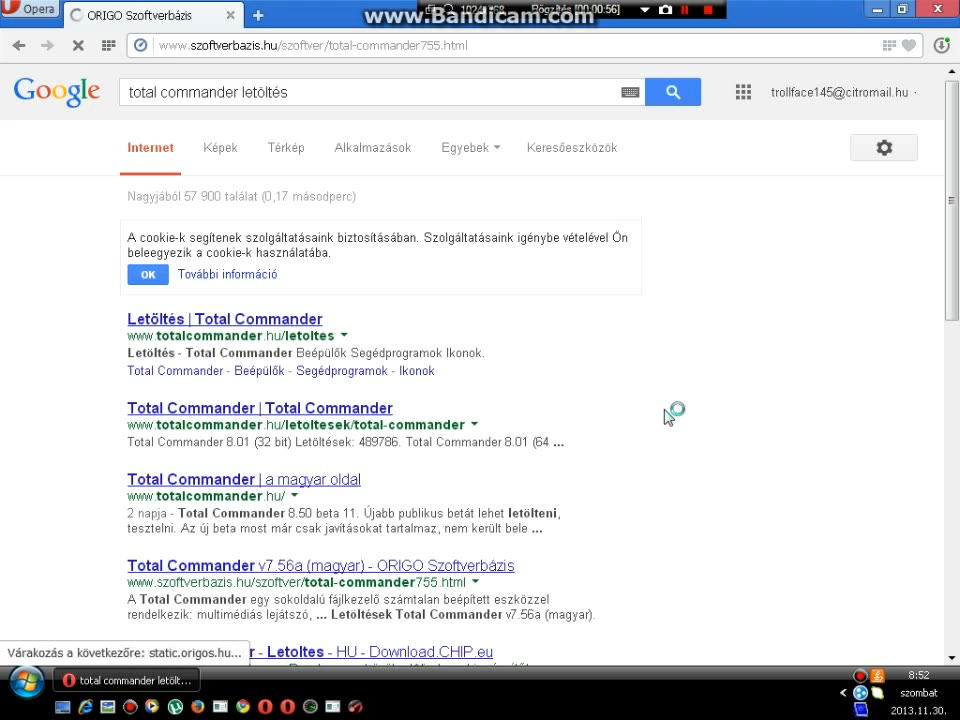 Opera
ORIGO Szoftverbázis
www.Bandicam.com
[00:00:56]
www.szoftverbazis.hu/szoftver/total-commander755.html
Google
total commander letöltés
trollface145@citromail.hu
Internet
Képek
Térkép
Alkalmazások
Egyebek
Keresőeszközök
Nagyjából 57 900 találat (0,17 másodperc)
A cookie-k segítenek szolgáltatásaink biztosításában. Szolgáltatásaink igénybe vételével Ön
beleegyezik a cookie-k használatába.
OK
További információ
Letöltés | Total Commander
www.totalcommander.hu/letoltes
Letöltés - Total Commander Beépülők Segédprogramok Ikonok.
Total Commander - Beépülők - Segédprogramok - Ikonok
Total Commander | Total Commander
www.totalcommander.hu/letoltesek/total-commander
Total Commander 8.01 (32 bit) Letöltések: 489786. Total Commander 8.01 (64 ...
Total Commander | a magyar oldal
www.totalcommander.hu/
2 napja - Total Commander 8.50 beta 11. Újabb publikus betát lehet letölteni,
tesztelni. Az új beta most már csak javításokat tartalmaz, nem került bele ...
Total Commander v7.56a (magyar) - ORIGO Szoftverbázis
www.szoftverbazis.hu/szoftver/total-commander755.html
A Total Commander egy sokoldalú fájlkezelő számtalan beépített eszközzel
rendelkezik: multimédiás lejátszó, ... Letöltések Total Commander v7.56a (magyar).
r - Letoltes - HU - Download.CHIP.eu
Várakozás a következőre: static.origos.hu...
total commander letölt...
8:52
szombat
2013.11.30.